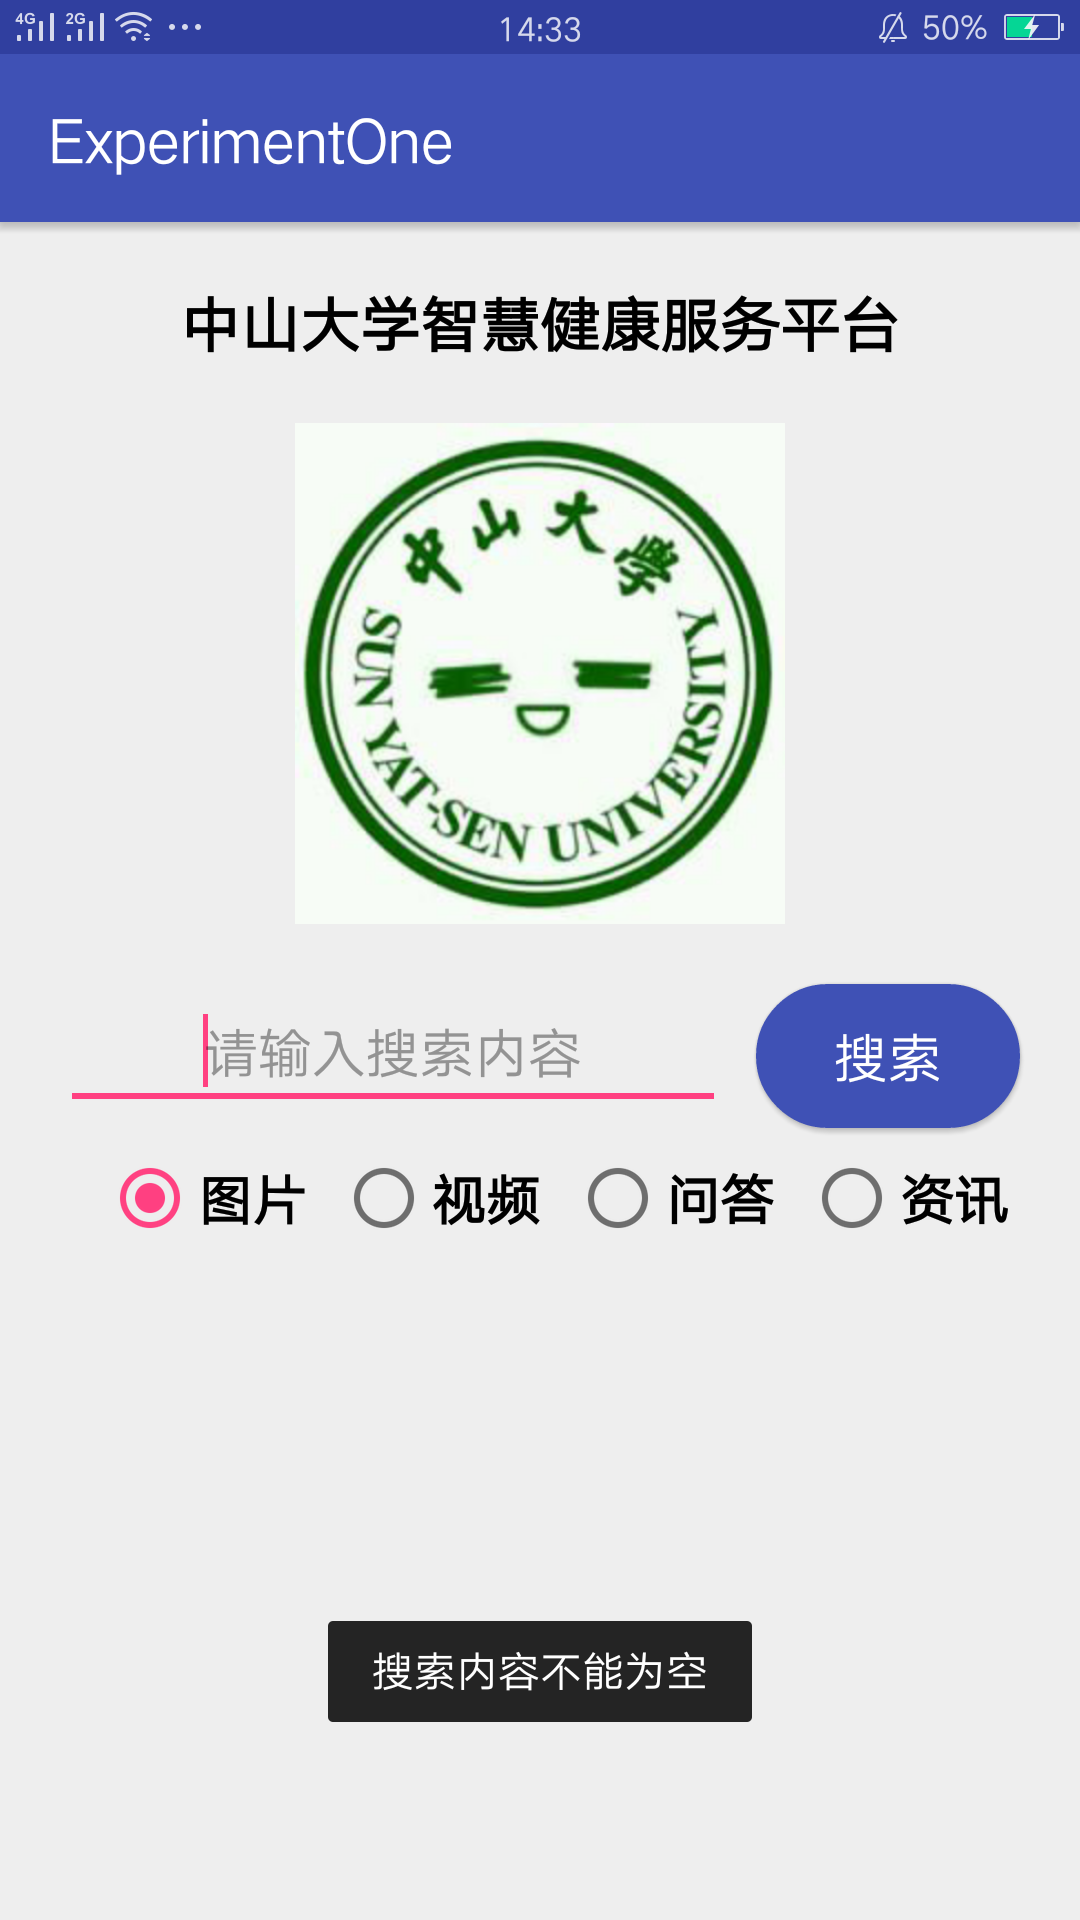 4G 2G 14:33 50%
ExperimentOne
中山大学智慧健康服务平台
中山大學
SUN YAT-SEN UNIVERSITY
请输入搜索内容 搜索
图片 视频 问答 资讯
搜索内容不能为空